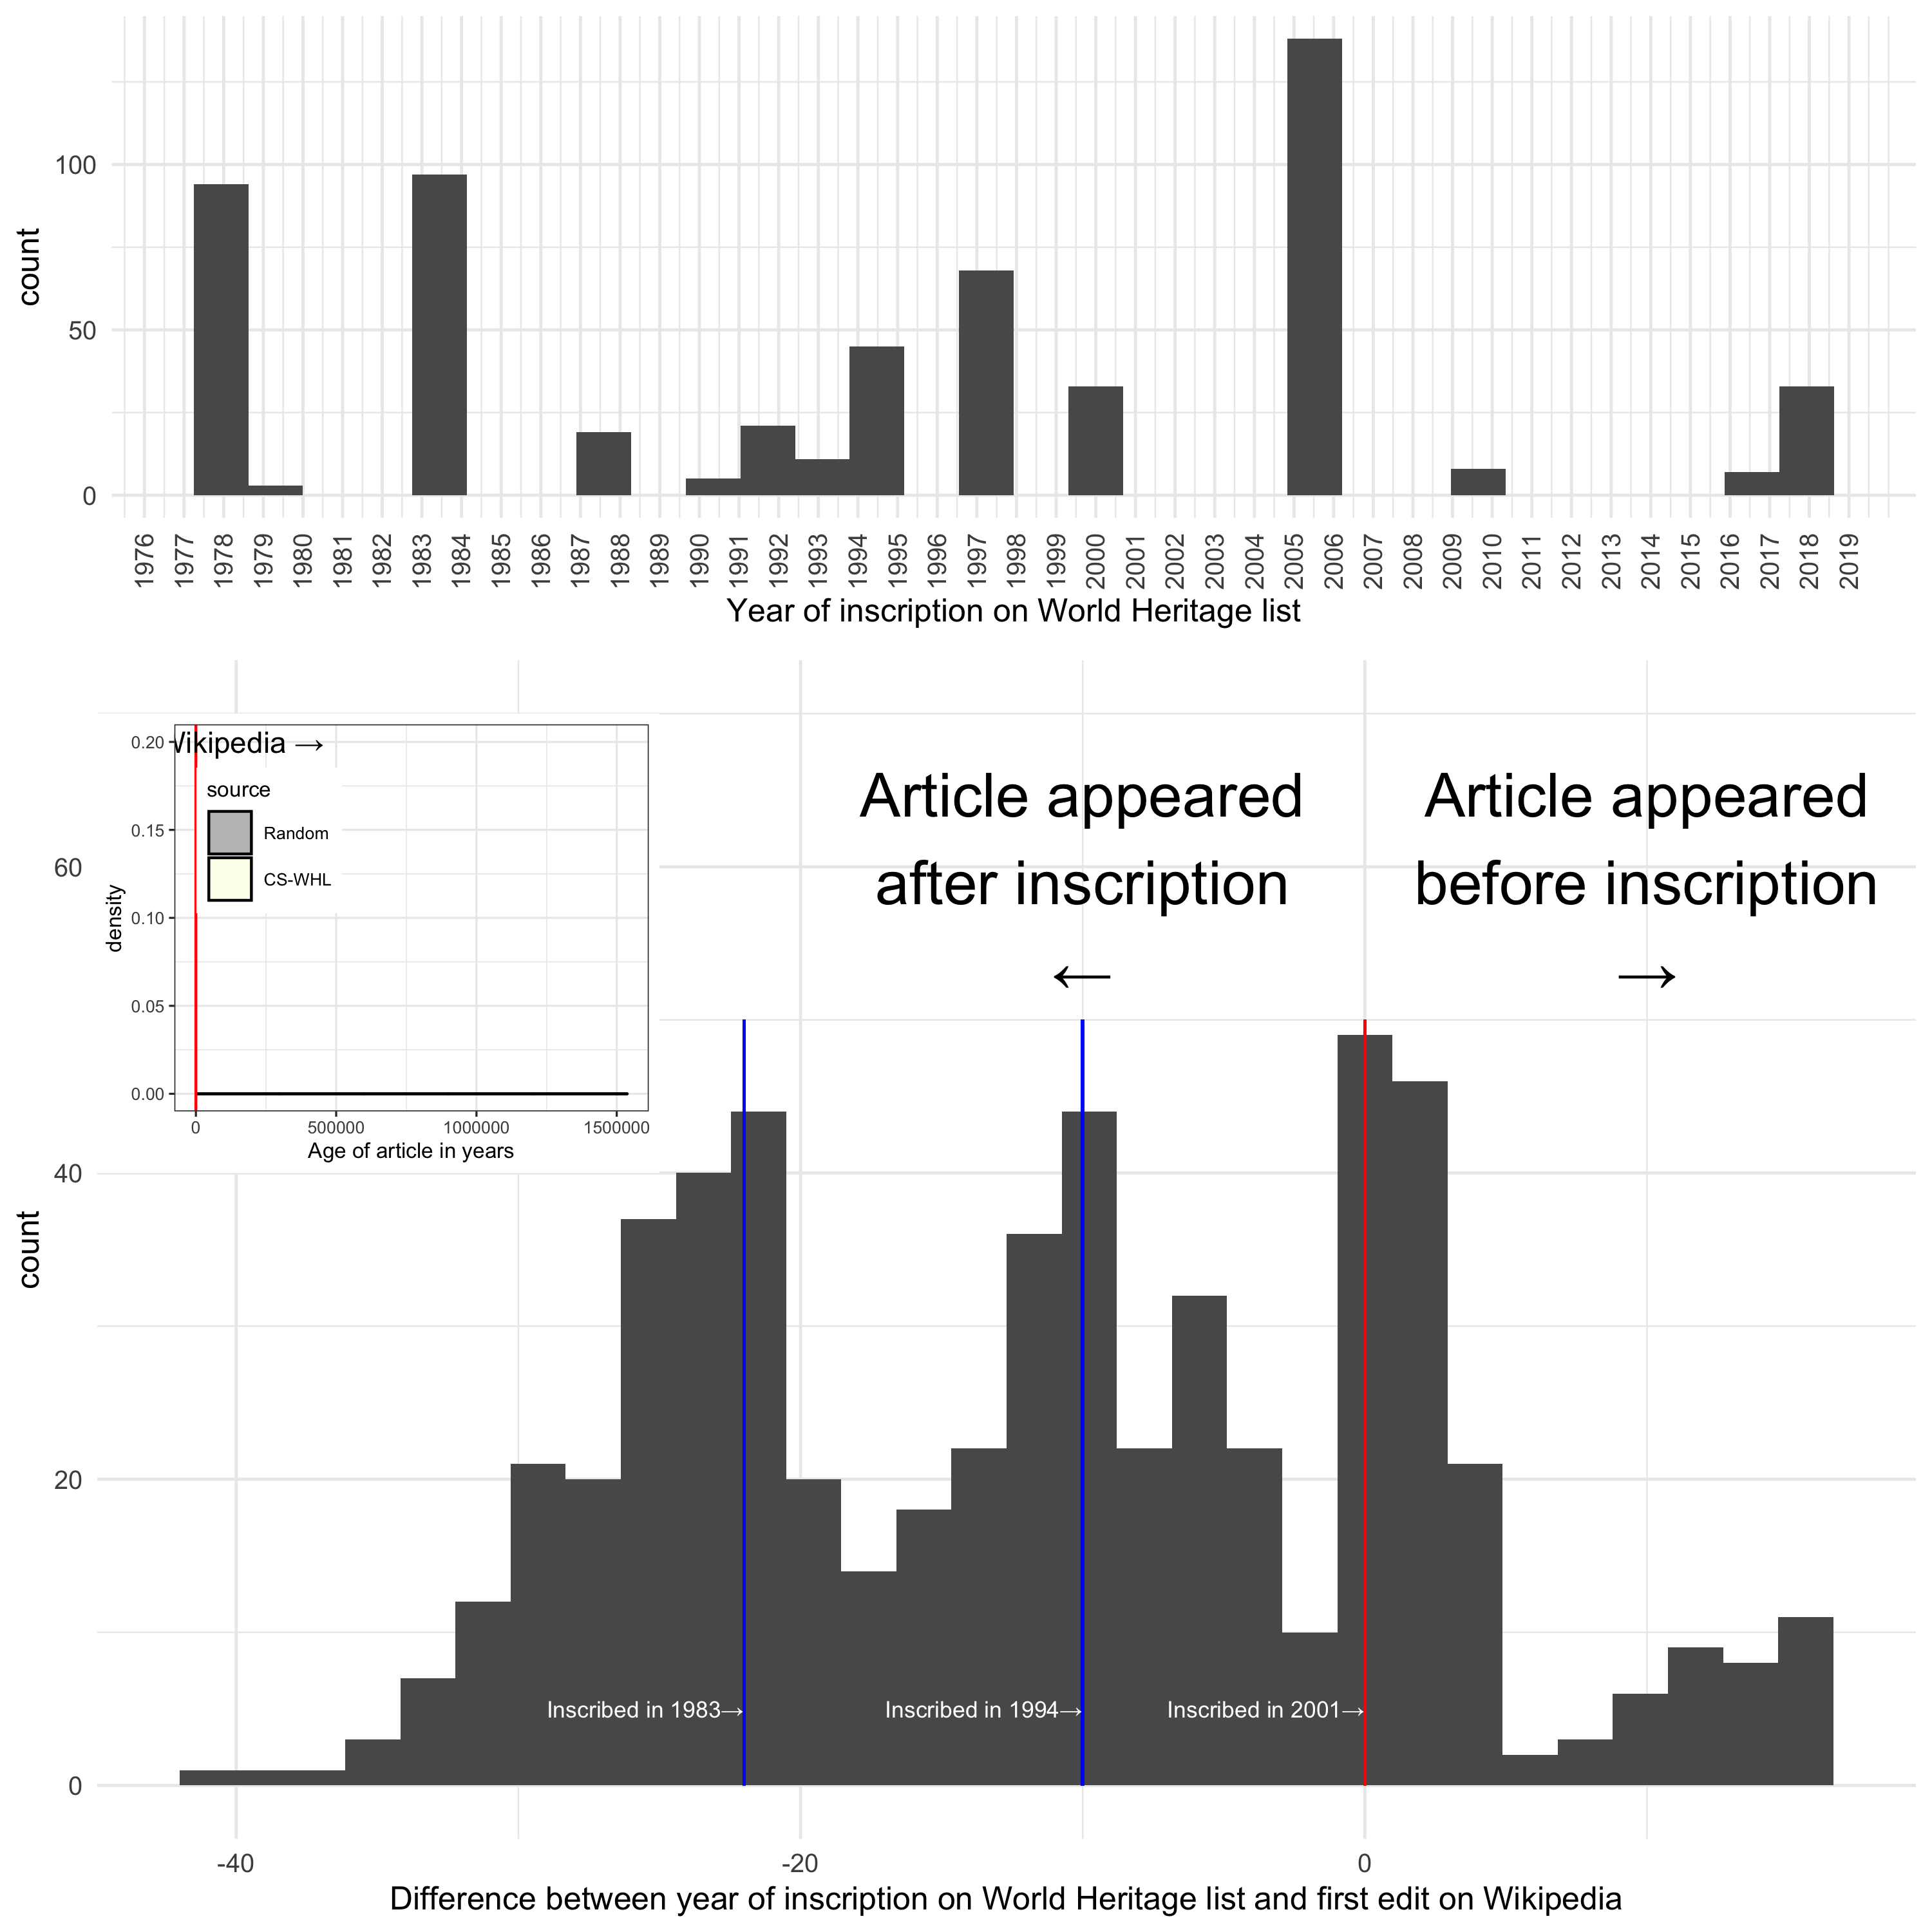 count
100
50
0
1976 1977 1978 1979 1980 1981 1982 1983 1984 1985 1986 1987 1988 1989 1990 1991 1992 1993 1994 1995 1996 1997 1998 1999 2000 2001 2002 2003 2004 2005 2006 2007 2008 2009 2010 2011 2012 2013 2014 2015 2016 2017 2018 2019
Year of inscription on World Heritage list
count
60
40
20
0
density
0.20
0.15
0.10
0.05
0.00
Wikipedia →
source
Random
CS-WHL
0 500000 1000000 1500000
Age of article in years
Article appeared
after inscription
←
Article appeared
before inscription
→
Inscribed in 1983→
Inscribed in 1994→
Inscribed in 2001→
-40 -20 0
Difference between year of inscription on World Heritage list and first edit on Wikipedia